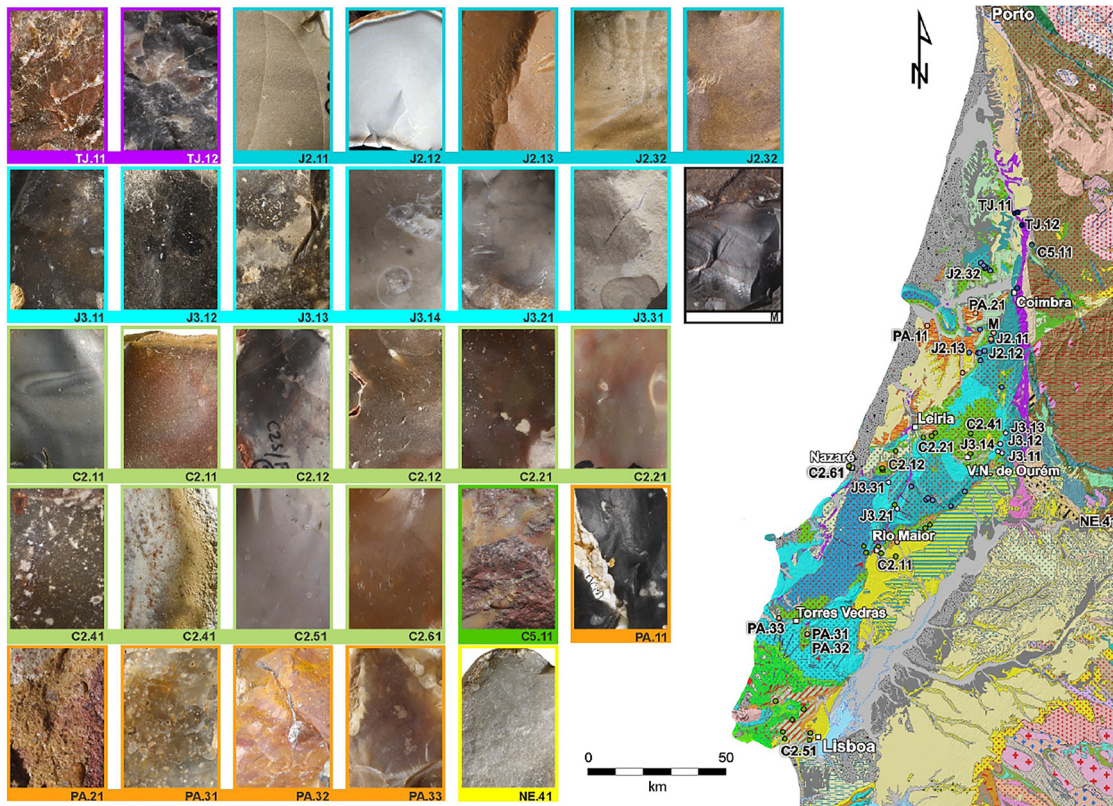 TJ.11 TJ.12 J2.11 J2.12 J2.13 J2.32 J2.32
J3.11 J3.12 J3.13 J3.14 J3.21 J3.31 M
C2.11 C2.11 C2.12 C2.12 C2.21 C2.21
C2.41 C2.41 C2.51 C2.61 C5.11 PA.11
PA.21 PA.31 PA.32 PA.33 NE.41
N
Porto
TJ.11
TJ.12
C5.11
J2.32
PA.21
Coimbra
PA.11
M
J2.11
J2.13
J2.12
Leiria
C2.41
J3.13
C2.21
J3.14
J3.12
J3.11
Nazaré
C2.61
C2.12
V.N. de Ourém
J3.31
J3.21
NE.4
Rio Maior
C2.11
Torres Vedras
PA.33
PA.31
PA.32
Lisboa
C2.51
0 50
km